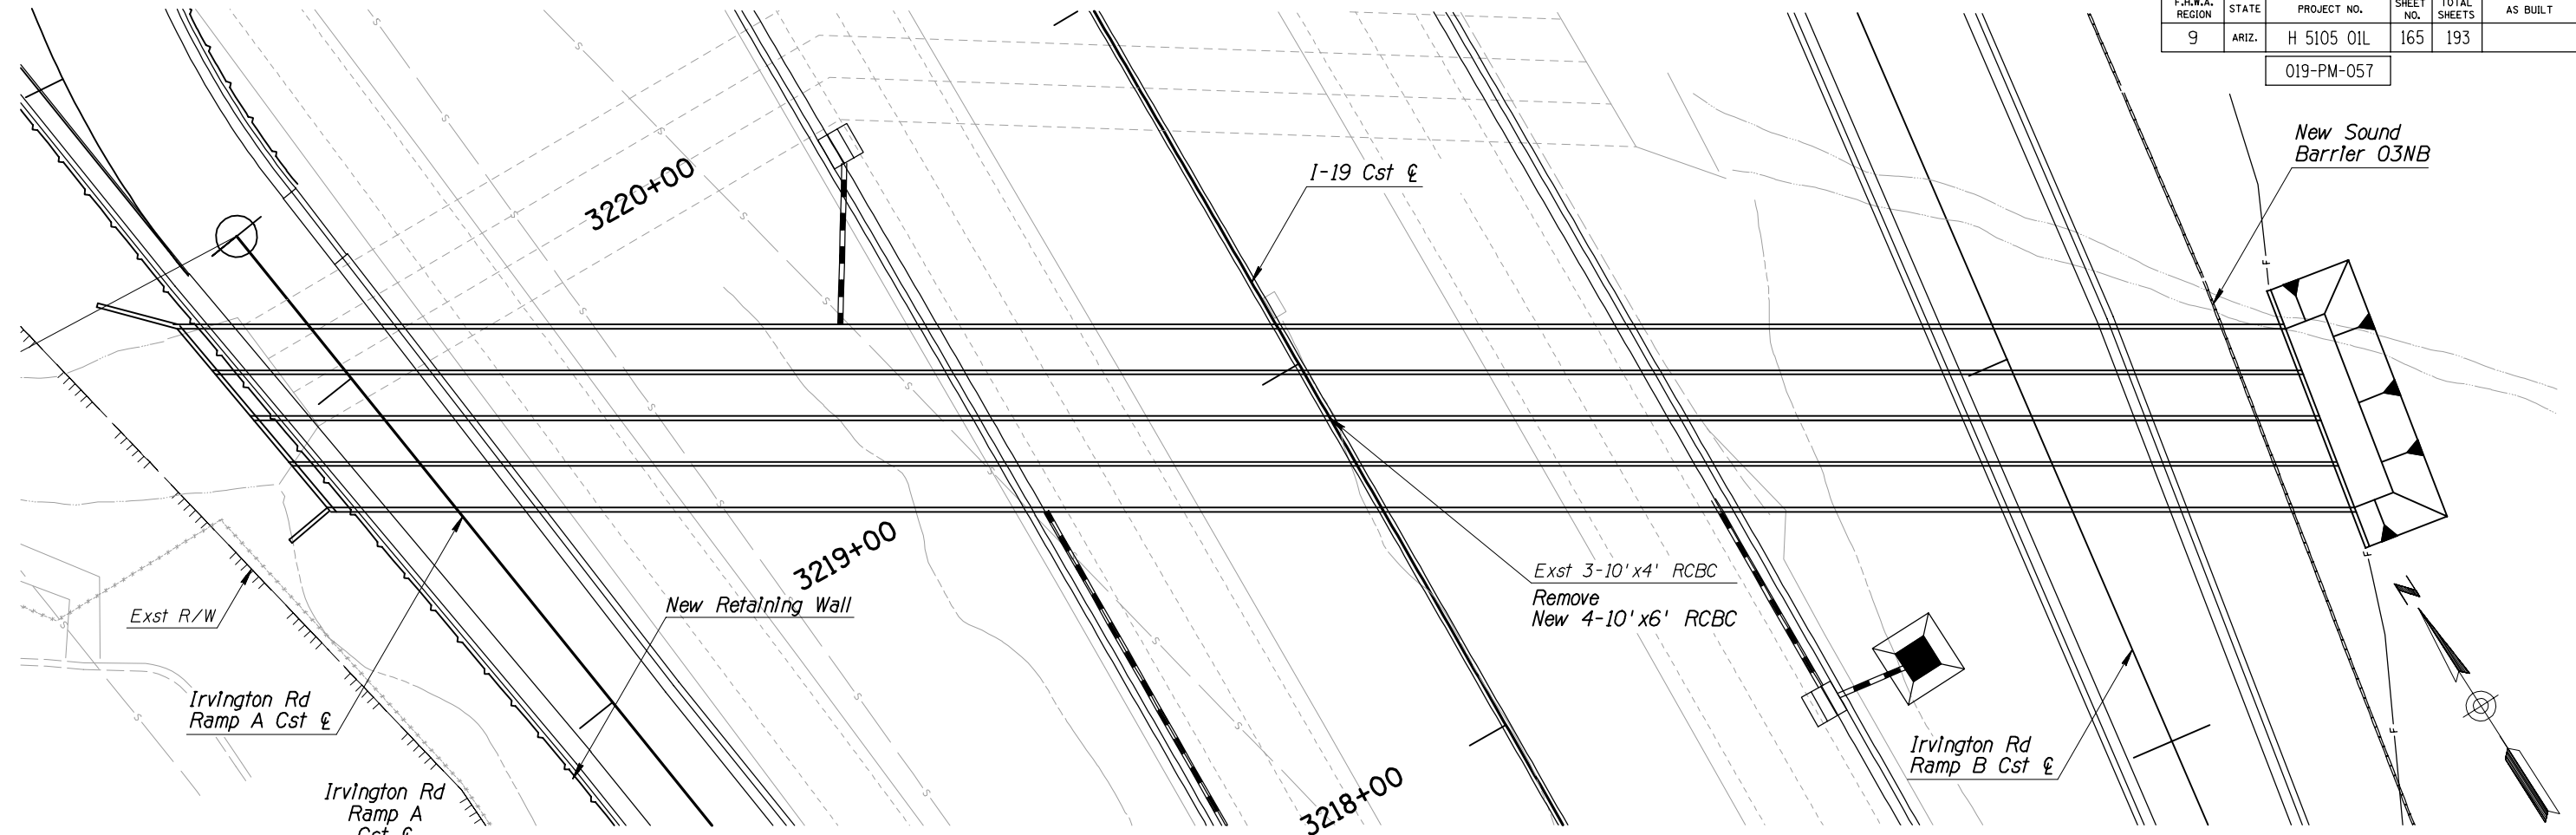 F.H.W.A. REGION STATE PROJECT NO. SHEET NO. TOTAL SHEETS AS BUILT
9 ARIZ. H 5105 01L 165 193
019-PM-057
New Sound
Barrier 03NB
I-19 Cst ℄
3220+00
3219+00
3218+00
Exst 3-10'x4' RCBC
Remove
New 4-10'x6' RCBC
New Retaining Wall
Exst R/W
Irvington Rd
Ramp A Cst ℄
Irvington Rd
Ramp B Cst ℄
Irvington Rd
Ramp A
Cst ℄
N